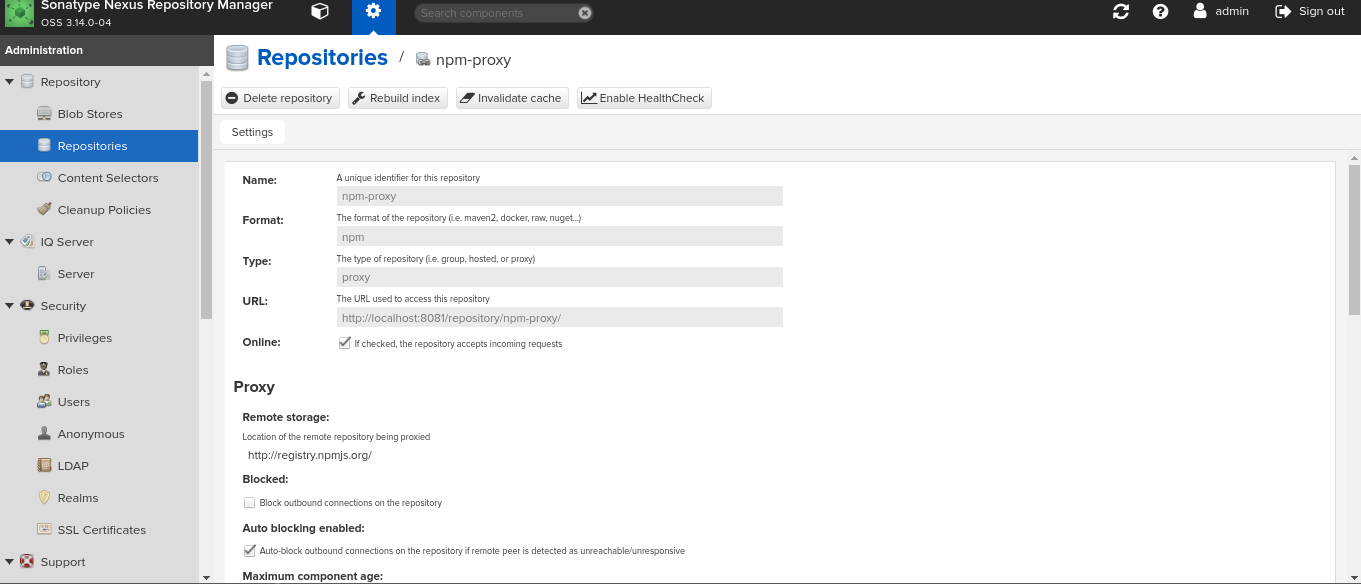 Sonatype Nexus Repository Manager
OSS 3.14.0-04
Search components
admin
Sign out
Administration
Repository
Blob Stores
Repositories
Content Selectors
Cleanup Policies
IQ Server
Server
Security
Privileges
Roles
Users
Anonymous
LDAP
Realms
SSL Certificates
Support
Repositories / npm-proxy
Delete repository
Rebuild index
Invalidate cache
Enable HealthCheck
Settings
Name:
A unique identifier for this repository
npm-proxy
Format:
The format of the repository (i.e. maven2, docker, raw, nuget...)
npm
Type:
The type of repository (i.e. group, hosted, or proxy)
proxy
URL:
The URL used to access this repository
http://localhost:8081/repository/npm-proxy/
Online:
If checked, the repository accepts incoming requests
Proxy
Remote storage:
Location of the remote repository being proxied
http://registry.npmjs.org/
Blocked:
Block outbound connections on the repository
Auto blocking enabled:
Auto-block outbound connections on the repository if remote peer is detected as unreachable/unresponsive
Maximum component age: